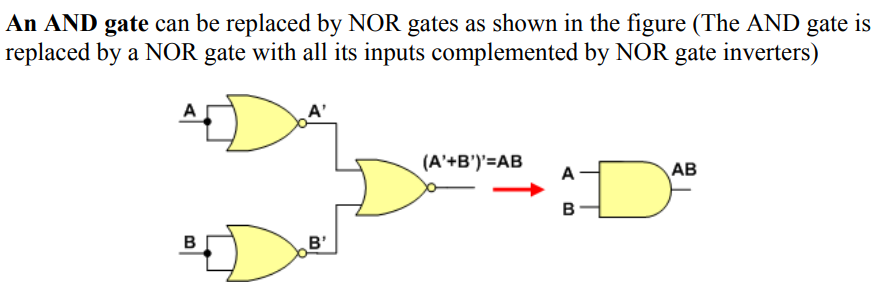 An AND gate can be replaced by NOR gates as shown in the figure (The AND gate is
replaced by a NOR gate with all its inputs complemented by NOR gate inverters)
A
A'
(A'+B')'=AB
A
AB
B
B
B'